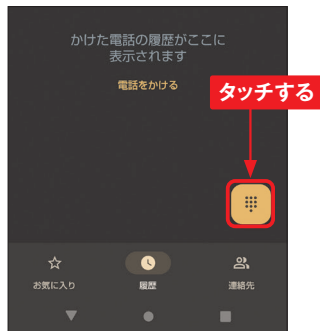 かけた電話の履歴がここに
表示されます
電話をかける
タッチする
お気に入り
履歴
連絡先